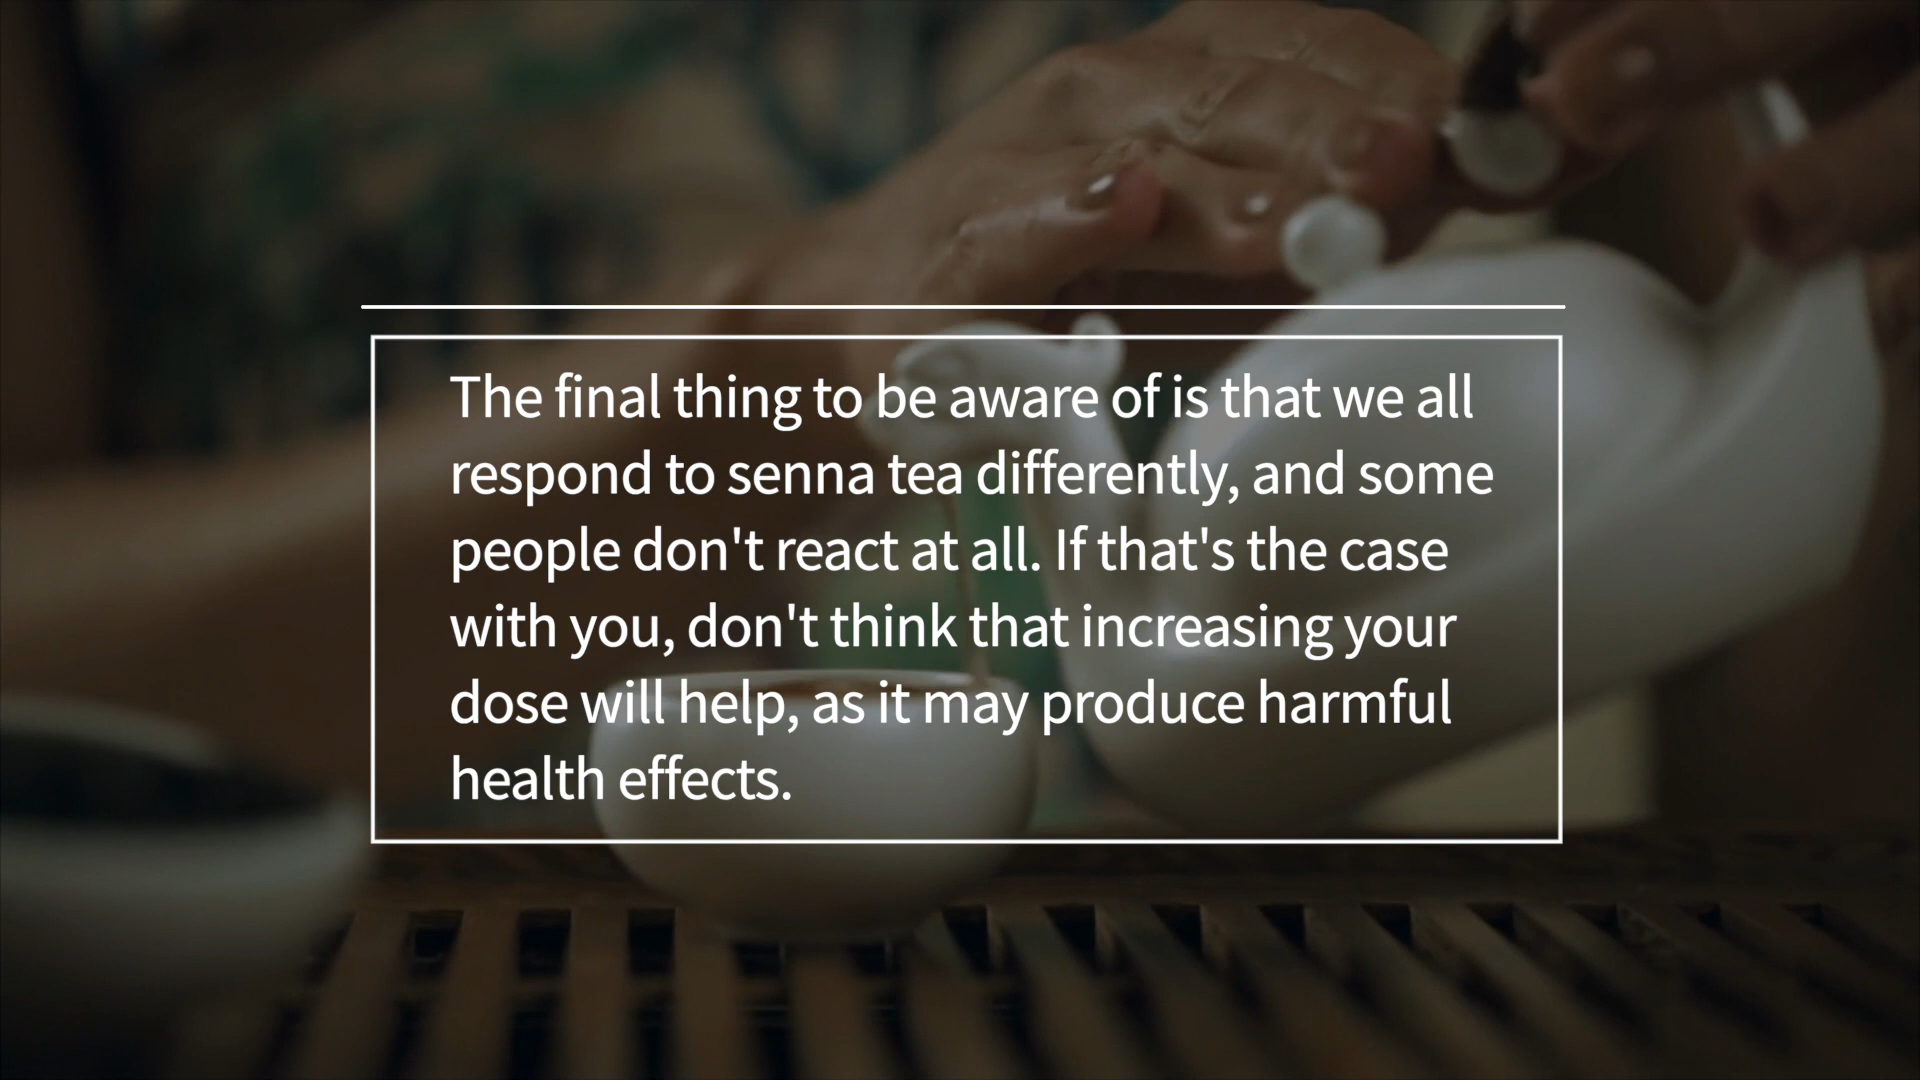 The final thing to be aware of is that we all
respond to senna tea differently, and some
people don't react at all. If that's the case
with you, don't think that increasing your
dose will help, as it may produce harmful
health effects.